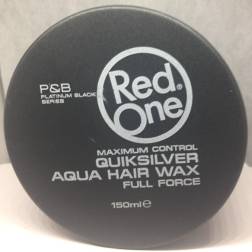 P&B
PLATINUM BLACK
SERIES
Red
One®
MAXIMUM CONTROL
QUIKSILVER
AQUA HAIR WAX
FULL FORCE
150ml℮